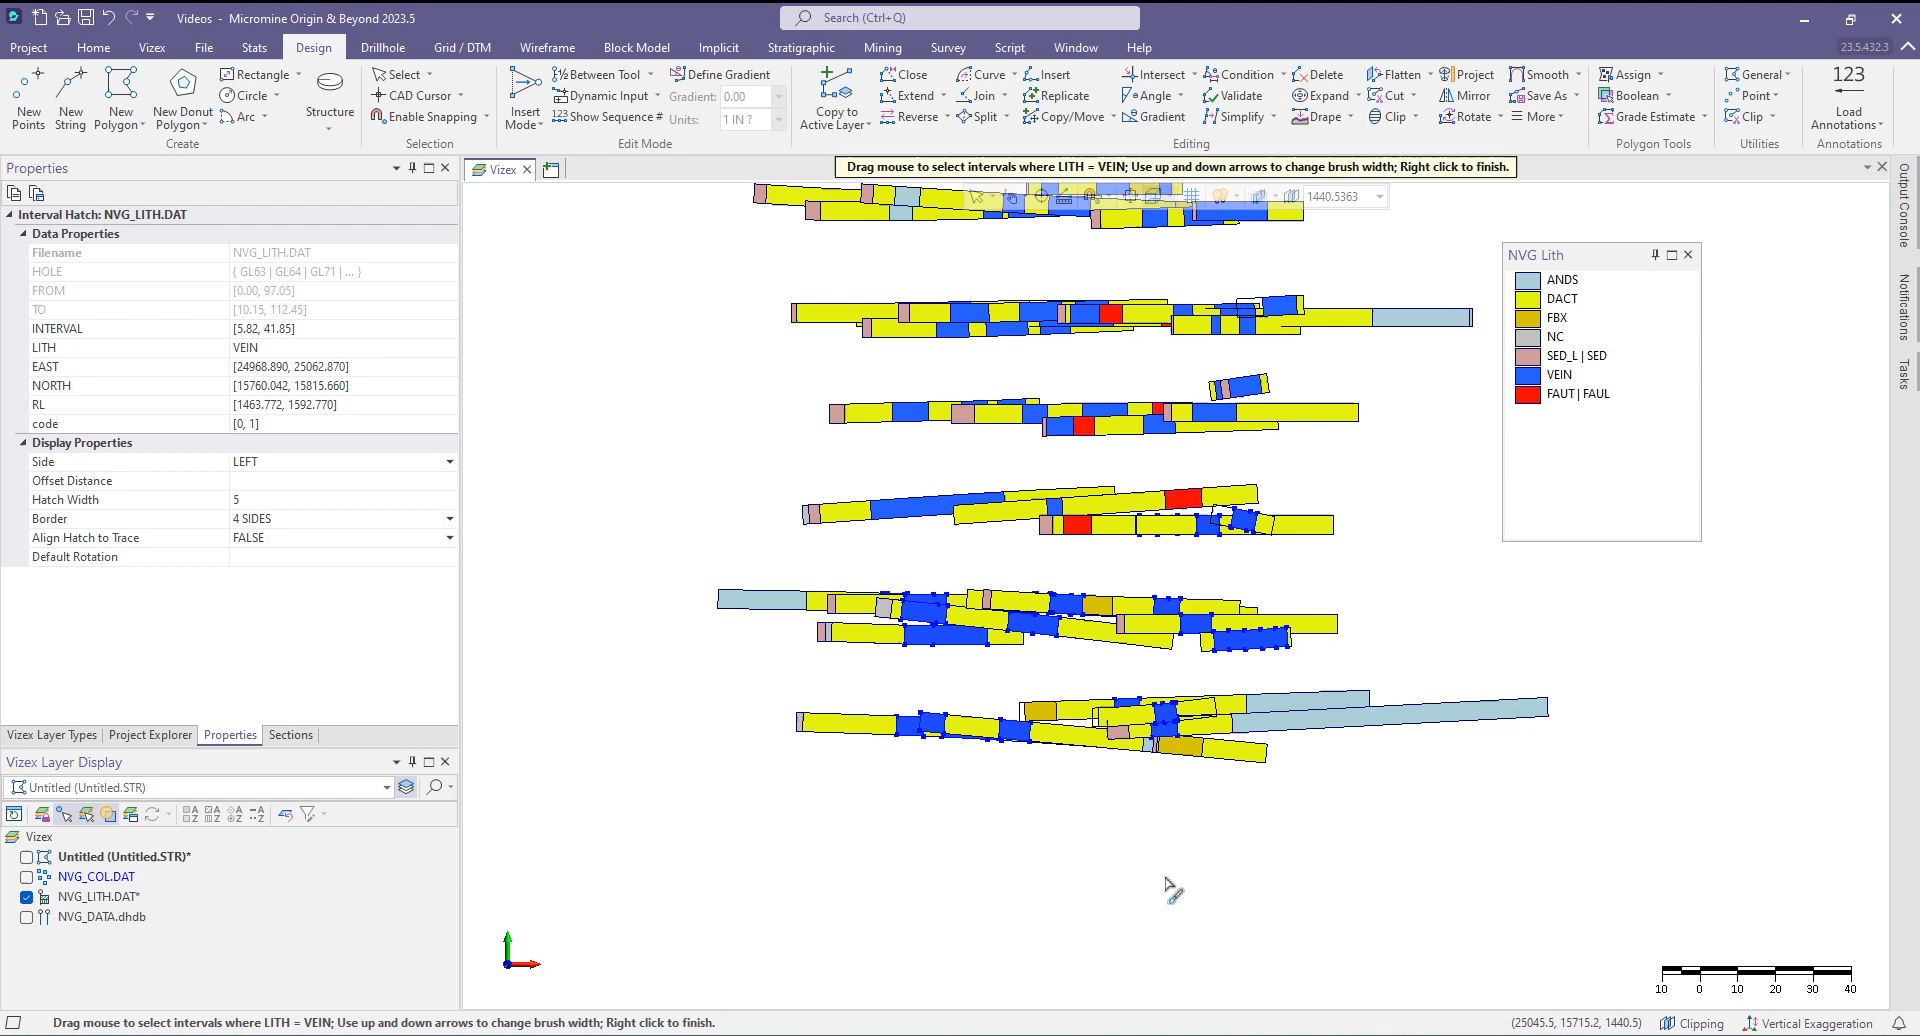 Videos - Micromine Origin & Beyond 2023.5
Search (Ctrl+Q)
Project Home Vizex File Stats Design Drillhole Grid / DTM Wireframe Block Model Implicit Stratigraphic Mining Survey Script Window Help
23.5.432.3
New Points
New String
New Polygon
New Donut Polygon
Rectangle
Circle
Arc
Structure
Create
Select
CAD Cursor
Enable Snapping
Selection
Insert Mode
Between Tool
Dynamic Input
Show Sequence #
Define Gradient
Gradient: 0.00
Units: 1 IN ?
Edit Mode
Copy to Active Layer
Close
Extend
Reverse
Curve
Join
Split
Insert
Replicate
Copy/Move
Intersect
Angle
Gradient
Condition
Validate
Simplify
Delete
Expand
Drape
Flatten
Cut
Clip
Project
Mirror
Rotate
Smooth
Save As
More
Editing
Assign
Boolean
Grade Estimate
Polygon Tools
General
Point
Clip
Utilities
123
Load Annotations
Annotations
Properties
Interval Hatch: NVG_LITH.DAT
Data Properties
Filename NVG_LITH.DAT
HOLE { GL63 | GL64 | GL71 | ... }
FROM [0.00, 97.05]
TO [10.15, 112.45]
INTERVAL [5.82, 41.85]
LITH VEIN
EAST [24968.890, 25062.870]
NORTH [15760.042, 15815.660]
RL [1463.772, 1592.770]
code [0, 1]
Display Properties
Side LEFT
Offset Distance
Hatch Width 5
Border 4 SIDES
Align Hatch to Trace FALSE
Default Rotation
Vizex Layer Types Project Explorer Properties Sections
Vizex Layer Display
Untitled (Untitled.STR)
Vizex
Untitled (Untitled.STR)*
NVG_COL.DAT
NVG_LITH.DAT*
NVG_DATA.dhdb
Vizex
Drag mouse to select intervals where LITH = VEIN; Use up and down arrows to change brush width; Right click to finish.
1440.5363
NVG Lith
ANDS
DACT
FBX
NC
SED_L | SED
VEIN
FAUT | FAUL
Output Console
Notifications
Tasks
10 0 10 20 30 40
Drag mouse to select intervals where LITH = VEIN; Use up and down arrows to change brush width; Right click to finish.
(25045.5, 15715.2, 1440.5)
Clipping
Vertical Exaggeration